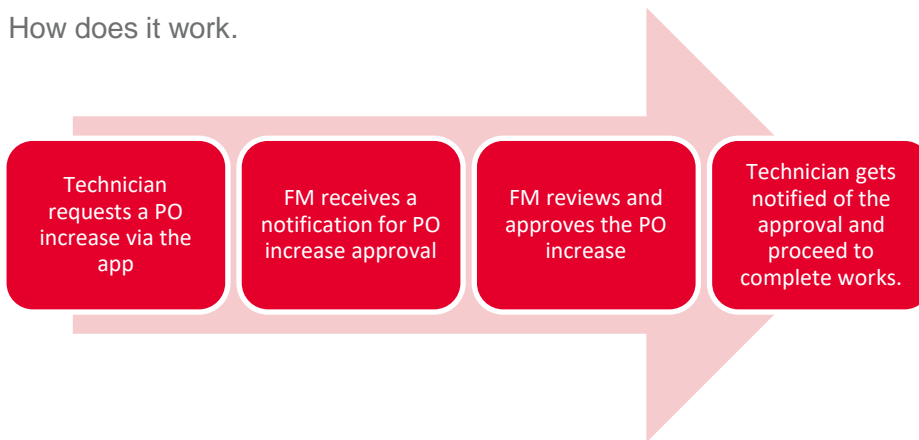 How does it work.
Technician
requests a PO
increase via the
app
FM receives a
notification for PO
increase approval
FM reviews and
approves the PO
increase
Technician gets
notified of the
approval and
proceed to
complete works.